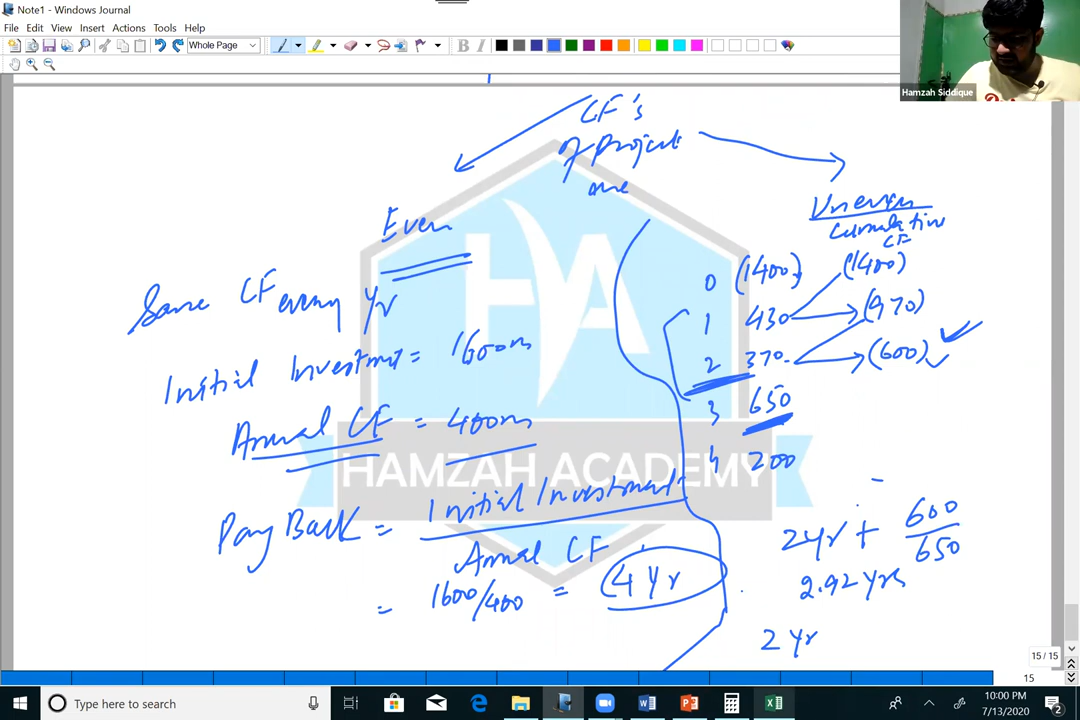 Note1 - Windows Journal
File Edit View Insert Actions Tools Help
Whole Page
B I
Hamzah Siddique
CF's
of project
are
Even
Uneven
Cumulative
CF
Same CF every yr
Initial Investment = 1600m
Annual CF = 400m
Pay Back = Initial Investment
Annual CF
= 1600/400 = 4 yr
0 (1400) (1400)
1 430 (970)
2 370 (600)
3 650
4 200
2yr + 600
650
2.92 yrs
2 yr
HAMZAH ACADEMY
15/15
15
Type here to search
10:00 PM
7/13/2020
2